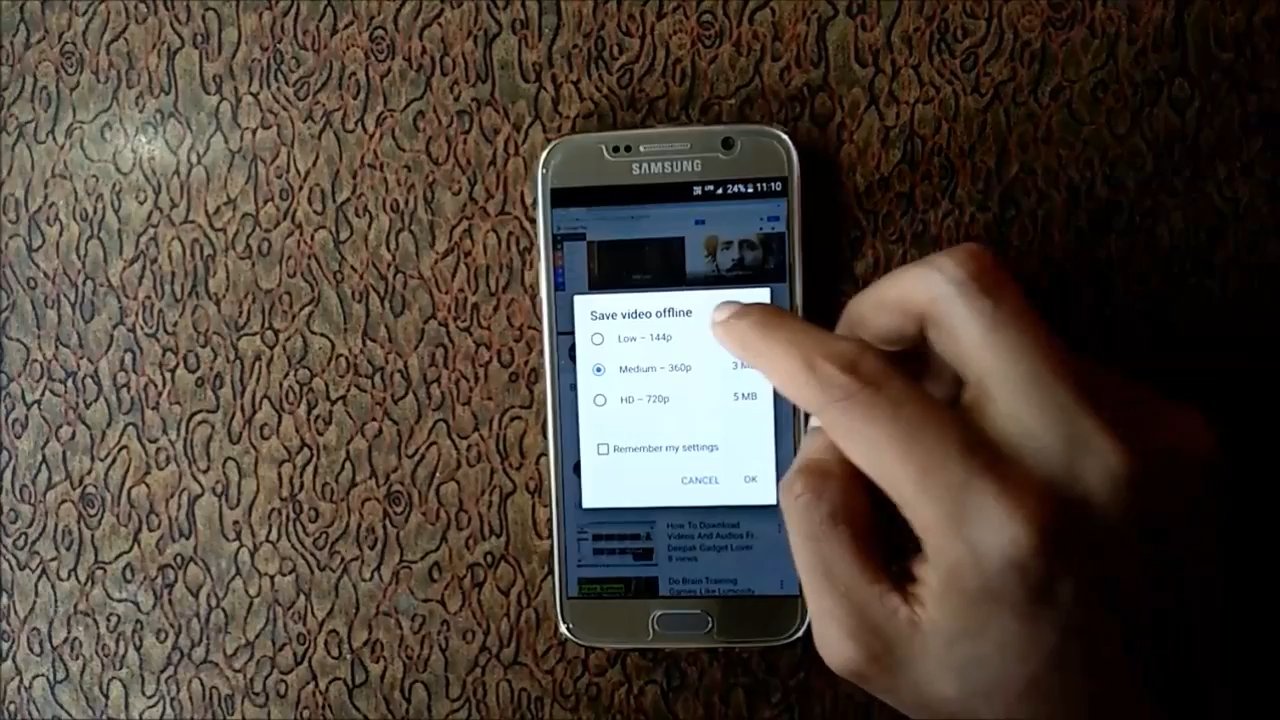 SAMSUNG
LTE 24% 11:10
Save video offline
Low – 144p
Medium – 360p 3 M
HD – 720p 5 MB
Remember my settings
CANCEL OK
How To Download
Videos And Audios Fr...
Deepak Gadget Lover
8 views
Do Brain Training
Games Like Lumosity